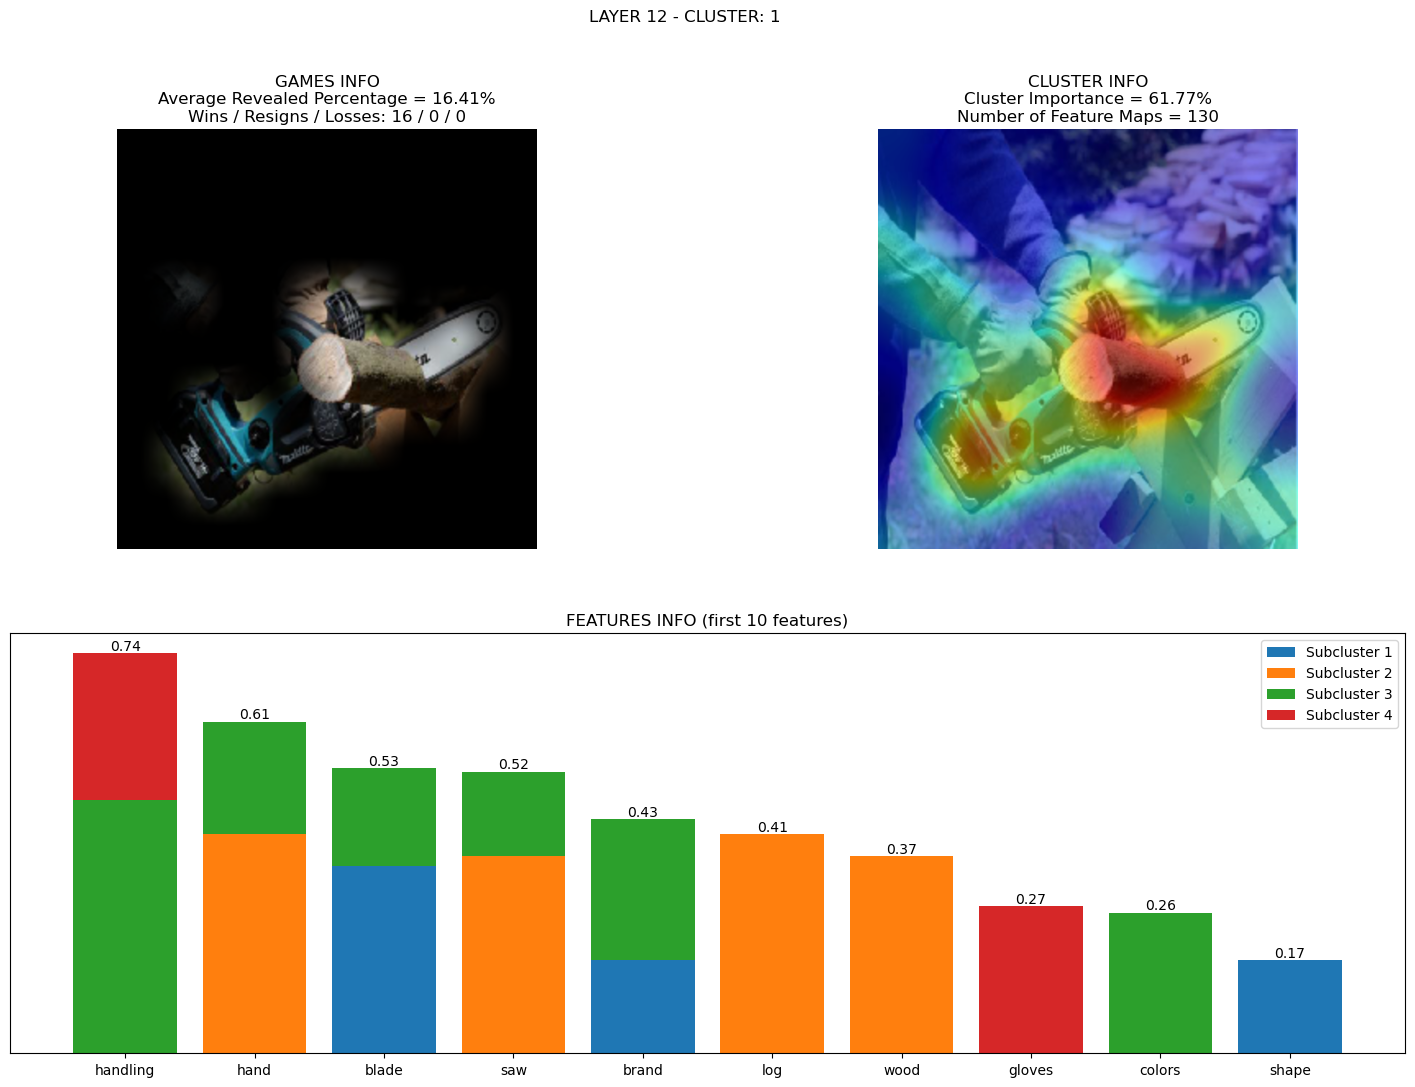 LAYER 12 - CLUSTER: 1
GAMES INFO
Average Revealed Percentage = 16.41%
Wins / Resigns / Losses: 16 / 0 / 0
CLUSTER INFO
Cluster Importance = 61.77%
Number of Feature Maps = 130
FEATURES INFO (first 10 features)
Subcluster 1
Subcluster 2
Subcluster 3
Subcluster 4
0.74
0.61
0.53
0.52
0.43
0.41
0.37
0.27
0.26
0.17
handling
hand
blade
saw
brand
log
wood
gloves
colors
shape